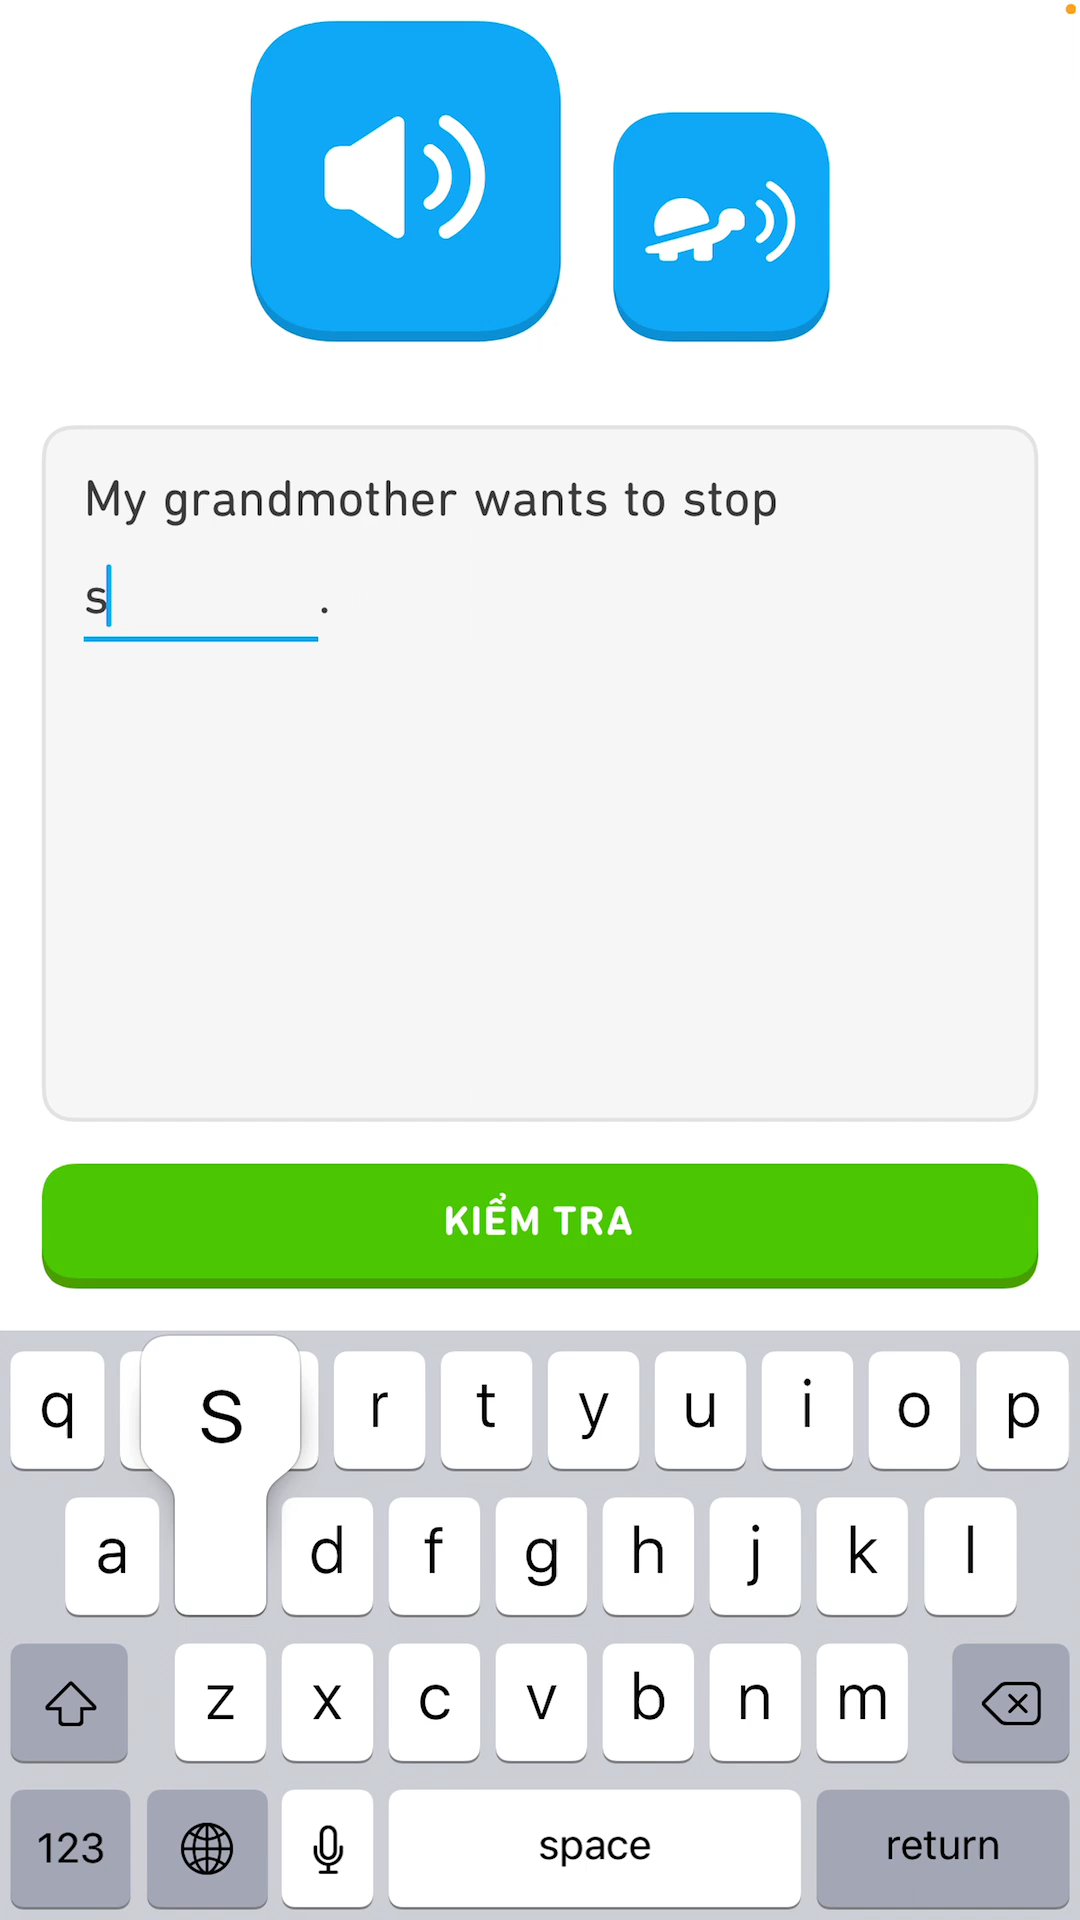 My grandmother wants to stop
s .
KIỂM TRA
q s r t y u i o p
a d f g h j k l
z x c v b n m
123 space return